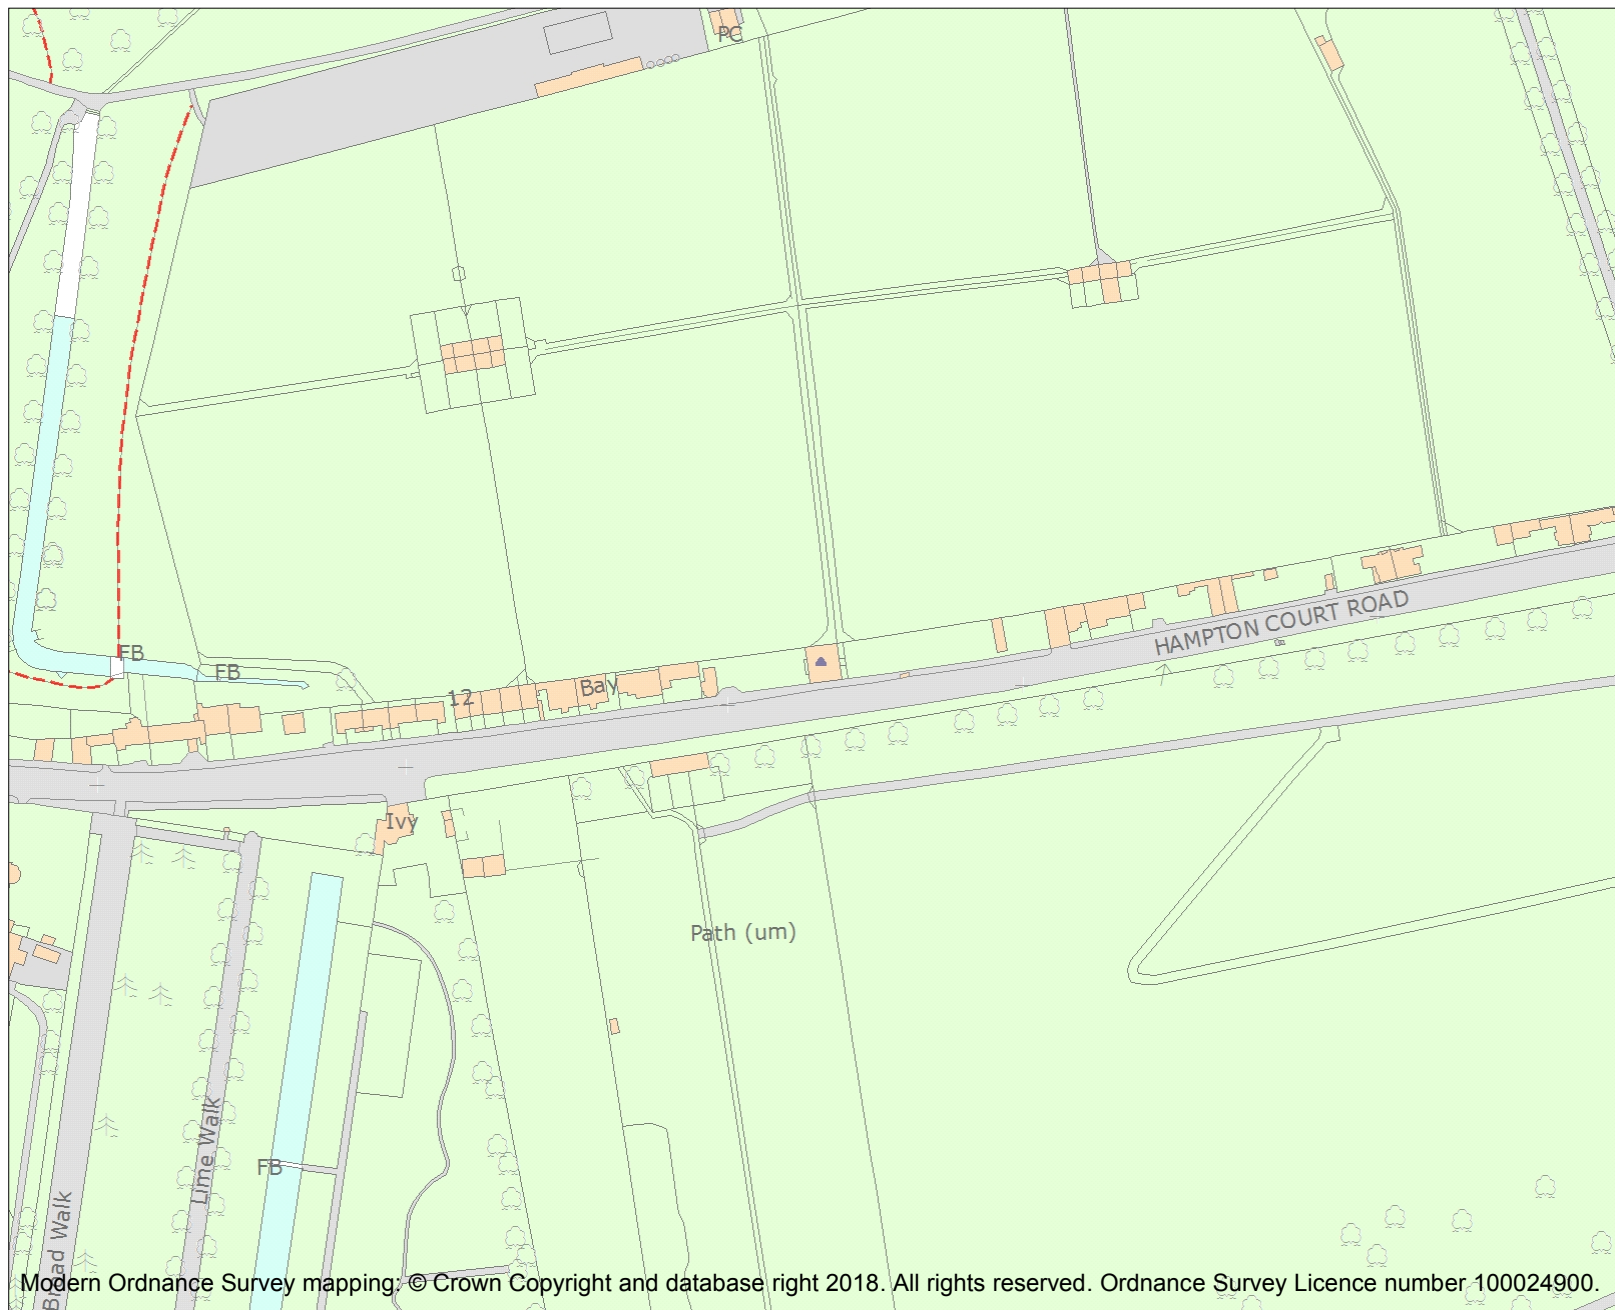 PC
HAMPTON COURT ROAD
FB
FB
12
Bay
Ivy
Path (um)
Lime Walk
FB
Broad Walk
Modern Ordnance Survey mapping: © Crown Copyright and database right 2018. All rights reserved. Ordnance Survey Licence number 100024900.